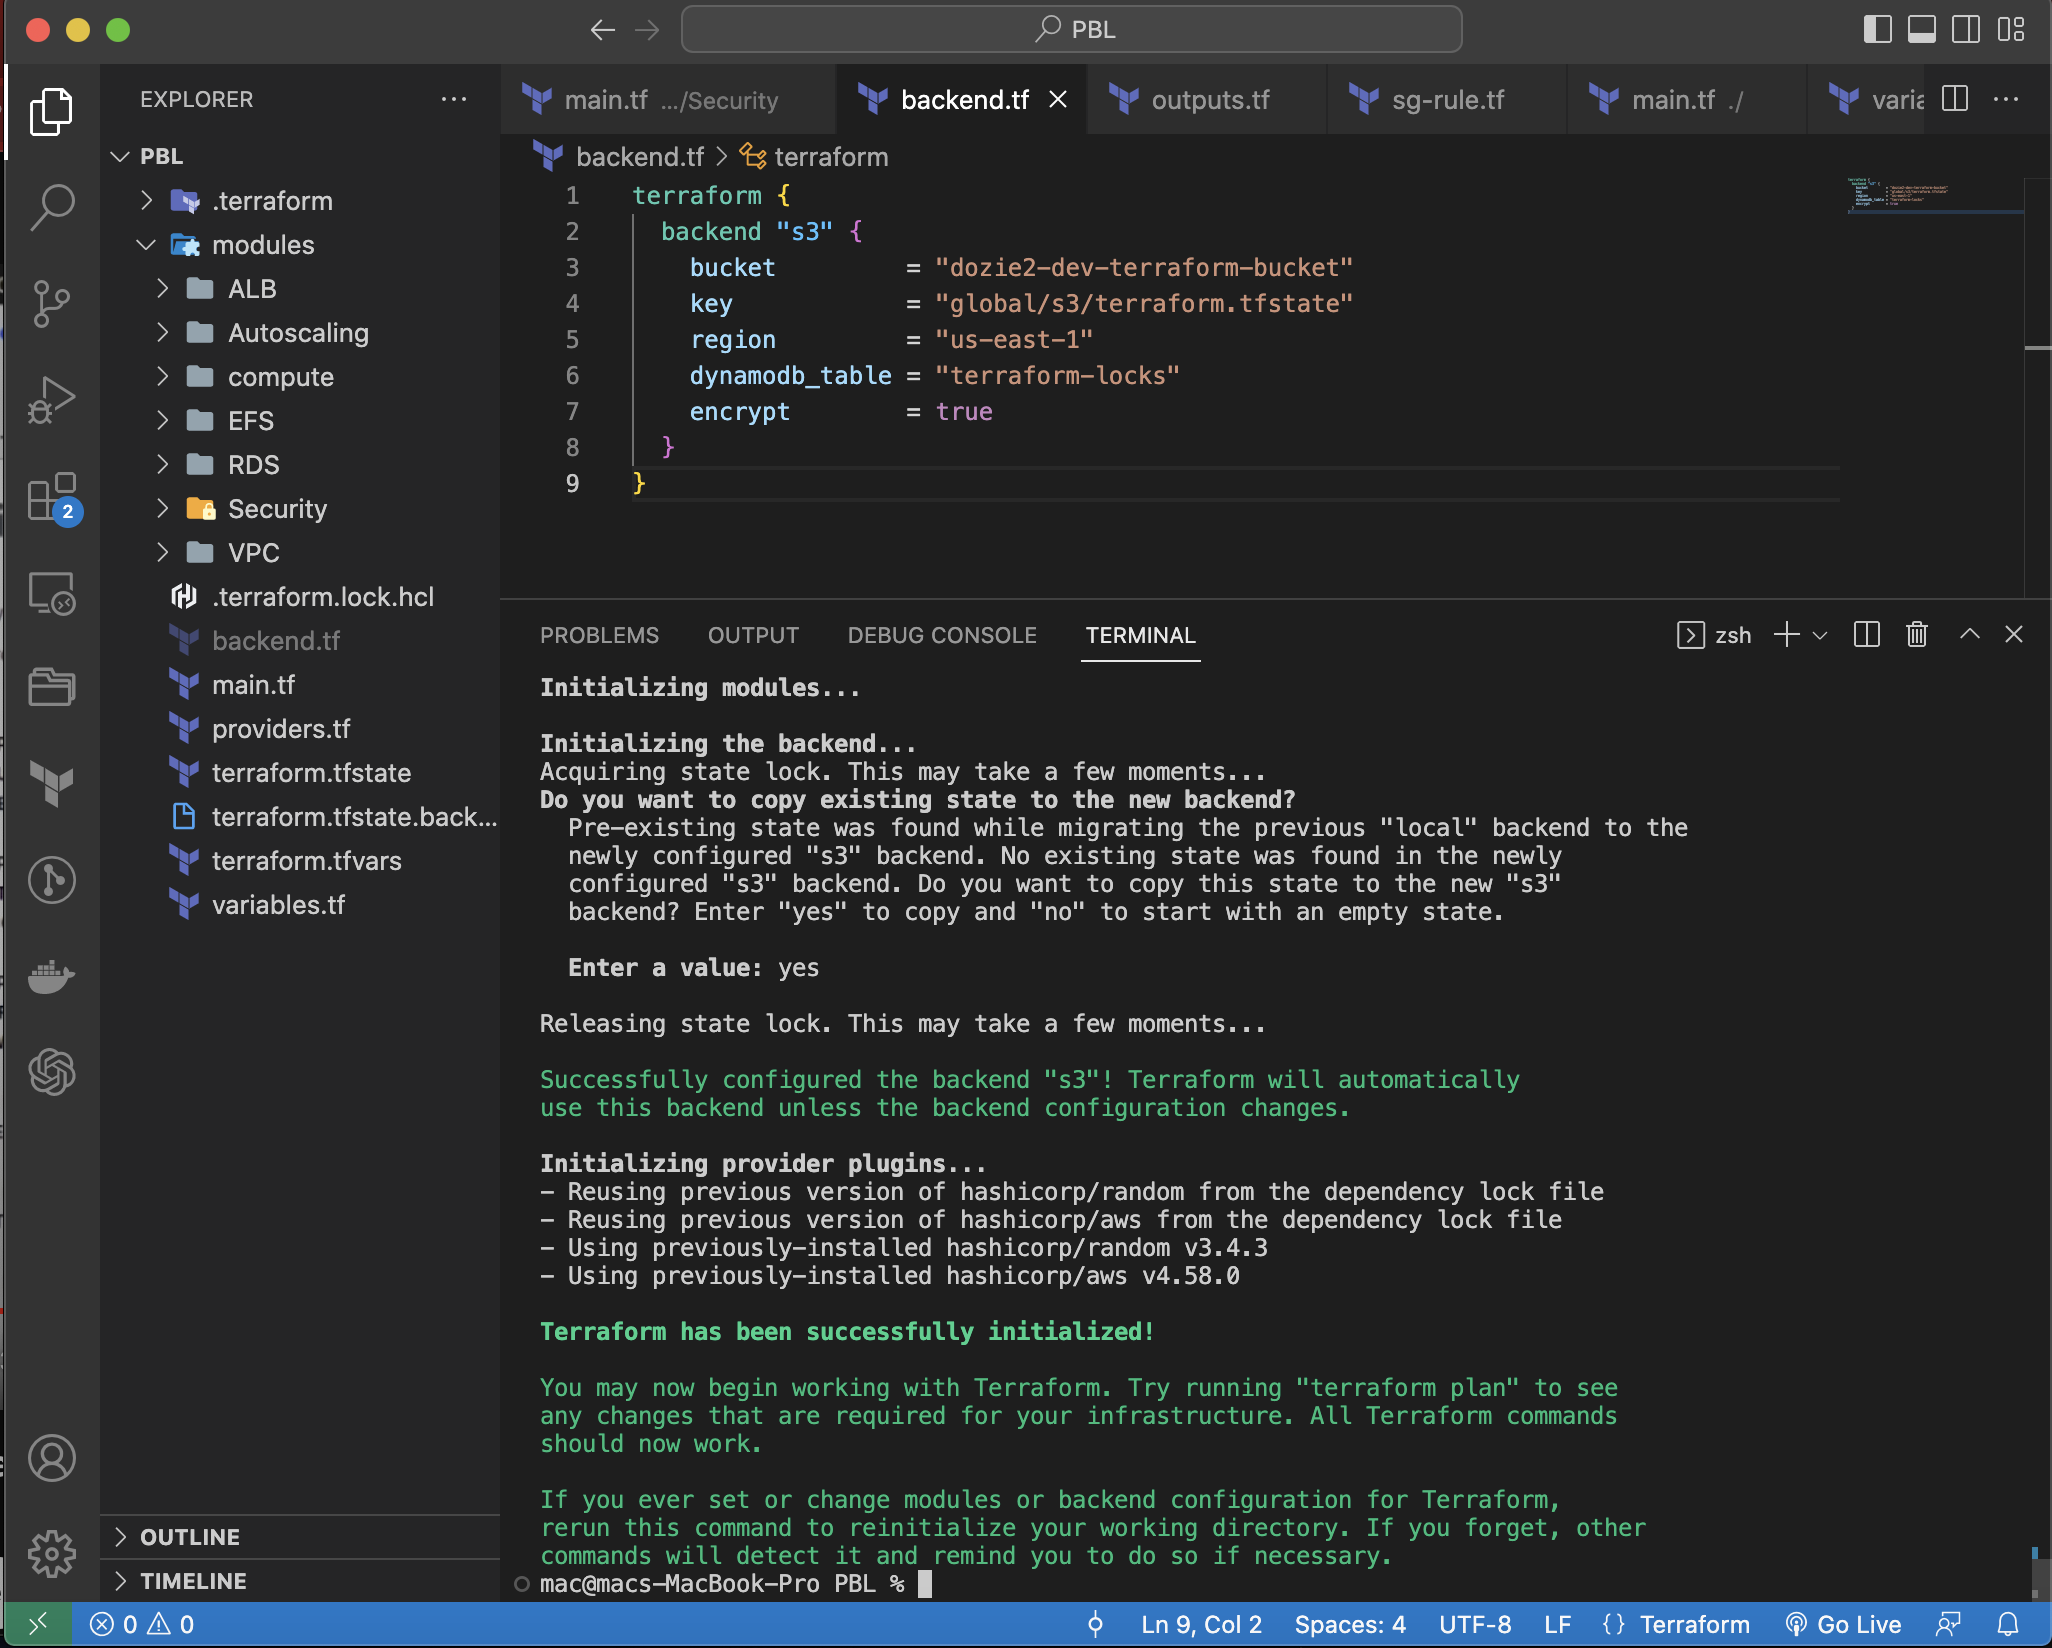 PBL
EXPLORER
PBL
.terraform
modules
ALB
Autoscaling
compute
EFS
RDS
Security
VPC
.terraform.lock.hcl
backend.tf
main.tf
providers.tf
terraform.tfstate
terraform.tfstate.back...
terraform.tfvars
variables.tf
OUTLINE
TIMELINE
2
main.tf .../Security
backend.tf
outputs.tf
sg-rule.tf
main.tf ./
varia
backend.tf > terraform
1 terraform {
2 backend "s3" {
3 bucket = "dozie2-dev-terraform-bucket"
4 key = "global/s3/terraform.tfstate"
5 region = "us-east-1"
6 dynamodb_table = "terraform-locks"
7 encrypt = true
8 }
9 }
PROBLEMS OUTPUT DEBUG CONSOLE TERMINAL
zsh
Initializing modules...
Initializing the backend...
Acquiring state lock. This may take a few moments...
Do you want to copy existing state to the new backend?
Pre-existing state was found while migrating the previous "local" backend to the
newly configured "s3" backend. No existing state was found in the newly
configured "s3" backend. Do you want to copy this state to the new "s3"
backend? Enter "yes" to copy and "no" to start with an empty state.
Enter a value: yes
Releasing state lock. This may take a few moments...
Successfully configured the backend "s3"! Terraform will automatically
use this backend unless the backend configuration changes.
Initializing provider plugins...
- Reusing previous version of hashicorp/random from the dependency lock file
- Reusing previous version of hashicorp/aws from the dependency lock file
- Using previously-installed hashicorp/random v3.4.3
- Using previously-installed hashicorp/aws v4.58.0
Terraform has been successfully initialized!
You may now begin working with Terraform. Try running "terraform plan" to see
any changes that are required for your infrastructure. All Terraform commands
should now work.
If you ever set or change modules or backend configuration for Terraform,
rerun this command to reinitialize your working directory. If you forget, other
commands will detect it and remind you to do so if necessary.
mac@macs-MacBook-Pro PBL %
0 0
Ln 9, Col 2 Spaces: 4 UTF-8 LF {} Terraform Go Live